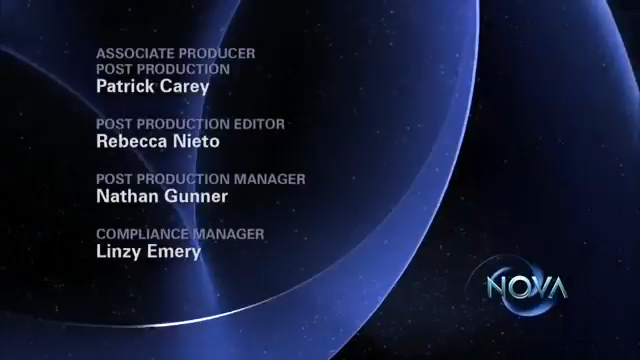 ASSOCIATE PRODUCER
POST PRODUCTION
Patrick Carey
POST PRODUCTION EDITOR
Rebecca Nieto
POST PRODUCTION MANAGER
Nathan Gunner
COMPLIANCE MANAGER
Linzy Emery
NOVA